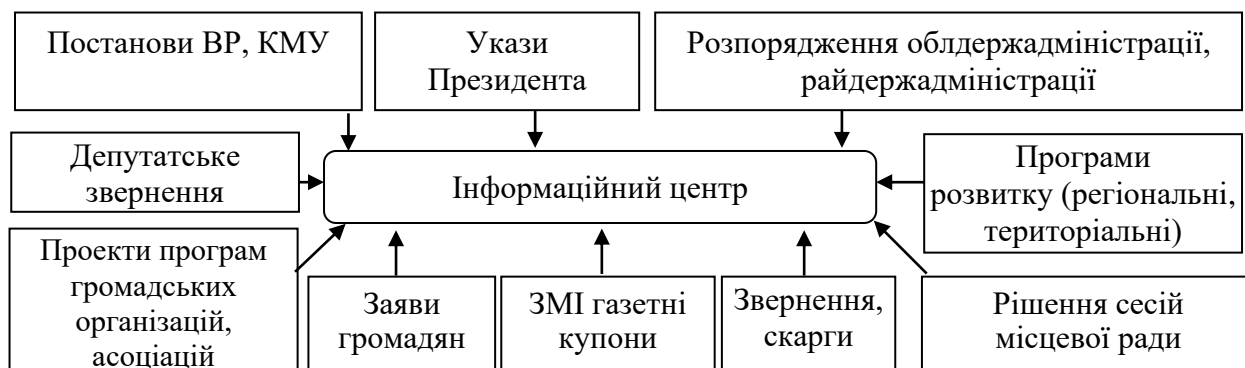 Постанови ВР, КМУ
Укази
Президента
Розпорядження облдержадміністрації,
райдержадміністрації
Депутатське
звернення
Інформаційний центр
Програми
розвитку (регіональні,
територіальні)
Проекти програм
громадських
організацій,
асоціацій
Заяви
громадян
ЗМІ газетні
купони
Звернення,
скарги
Рішення сесій
місцевої ради